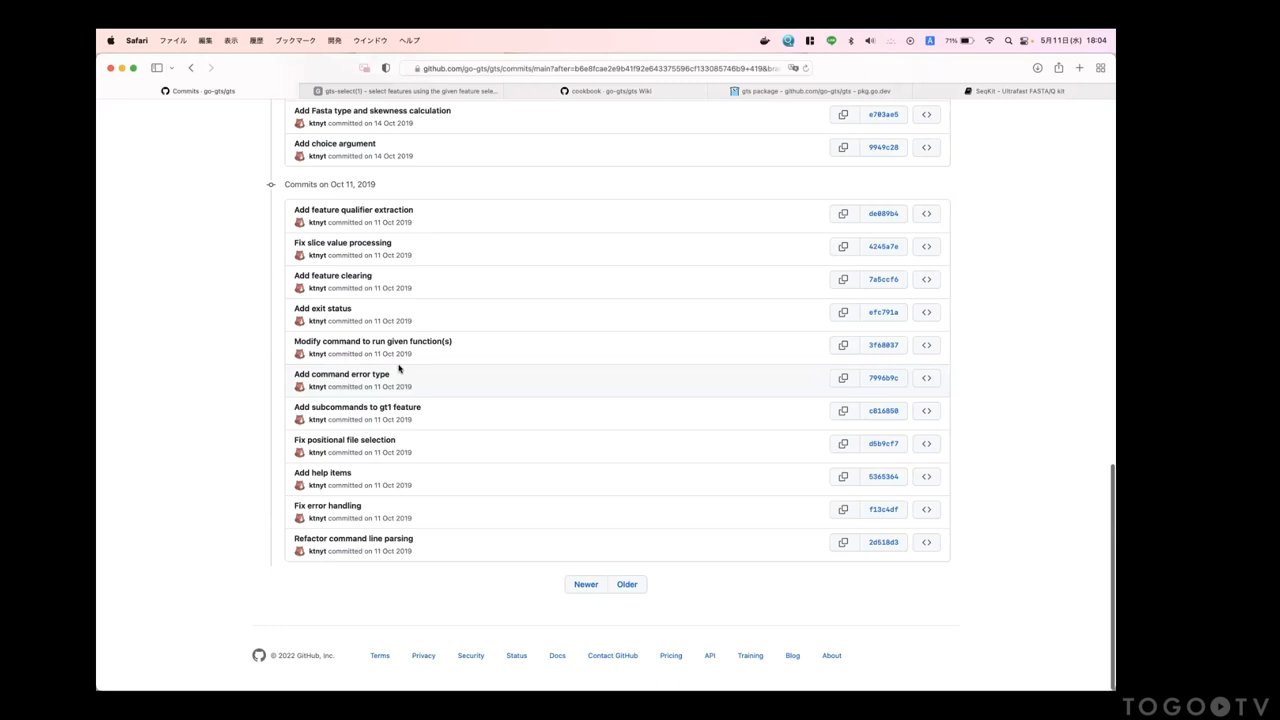 Safari ファイル 編集 表示 履歴 ブックマーク 開発 ウインドウ ヘルプ A 71% 5月11日(水) 18:04
github.com/go-gts/gts/commits/main?after=b6e8fcae2e9b41f92e643375596cf133085746b9+419&bra
Commits · go-gts/gts
gts-select(1) - select features using the given feature sele...
cookbook · go-gts/gts Wiki
gts package - github.com/go-gts/gts - pkg.go.dev
SeqKit - Ultrafast FASTA/Q kit
Add Fasta type and skewness calculation
ktnyt committed on 14 Oct 2019
e703ae5
Add choice argument
ktnyt committed on 14 Oct 2019
9949c28
Commits on Oct 11, 2019
Add feature qualifier extraction
ktnyt committed on 11 Oct 2019
de089b4
Fix slice value processing
ktnyt committed on 11 Oct 2019
4245a7e
Add feature clearing
ktnyt committed on 11 Oct 2019
7a5ccf6
Add exit status
ktnyt committed on 11 Oct 2019
efc791a
Modify command to run given function(s)
ktnyt committed on 11 Oct 2019
3f68037
Add command error type
ktnyt committed on 11 Oct 2019
7996b9c
Add subcommands to gt1 feature
ktnyt committed on 11 Oct 2019
c816850
Fix positional file selection
ktnyt committed on 11 Oct 2019
d5b9cf7
Add help items
ktnyt committed on 11 Oct 2019
5365364
Fix error handling
ktnyt committed on 11 Oct 2019
f13c4df
Refactor command line parsing
ktnyt committed on 11 Oct 2019
2d518d3
Newer Older
© 2022 GitHub, Inc. Terms Privacy Security Status Docs Contact GitHub Pricing API Training Blog About
TOGO TV